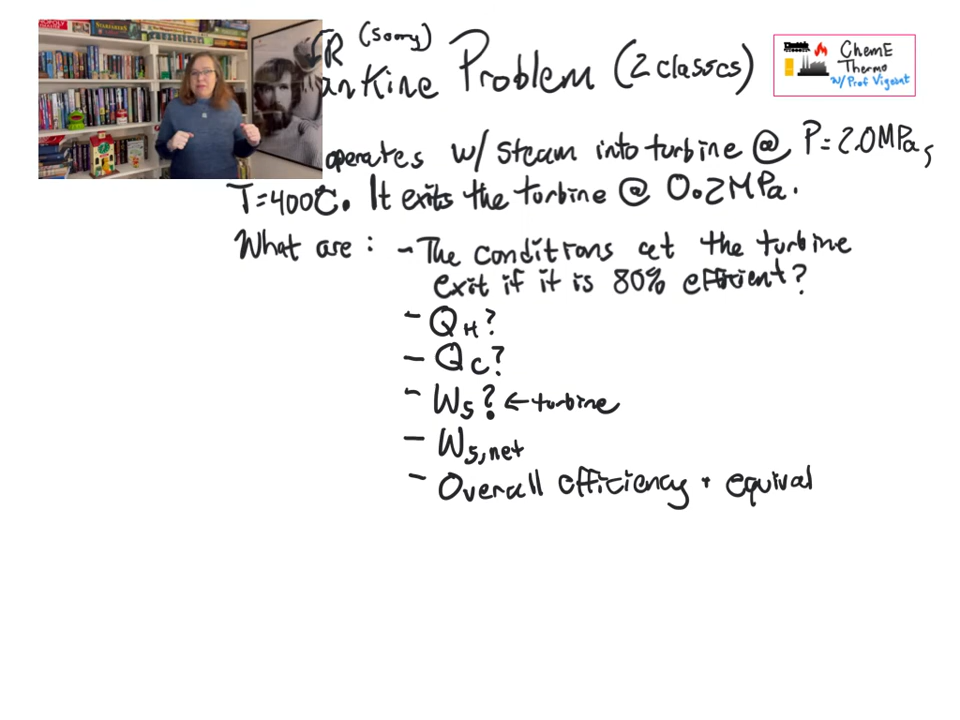 (sorry)
Rankine Problem (2 classes)
ChemE
Thermo
w/ Prof Vigeant
operates w/ steam into turbine @ P=2.0MPa,
T=400°C. It exits the turbine @ 0.2MPa.
What are: - The conditions at the turbine
exit if it is 80% efficient?
- QH?
- QC?
- WS? ← turbine
- WS,net
- Overall efficiency + equival